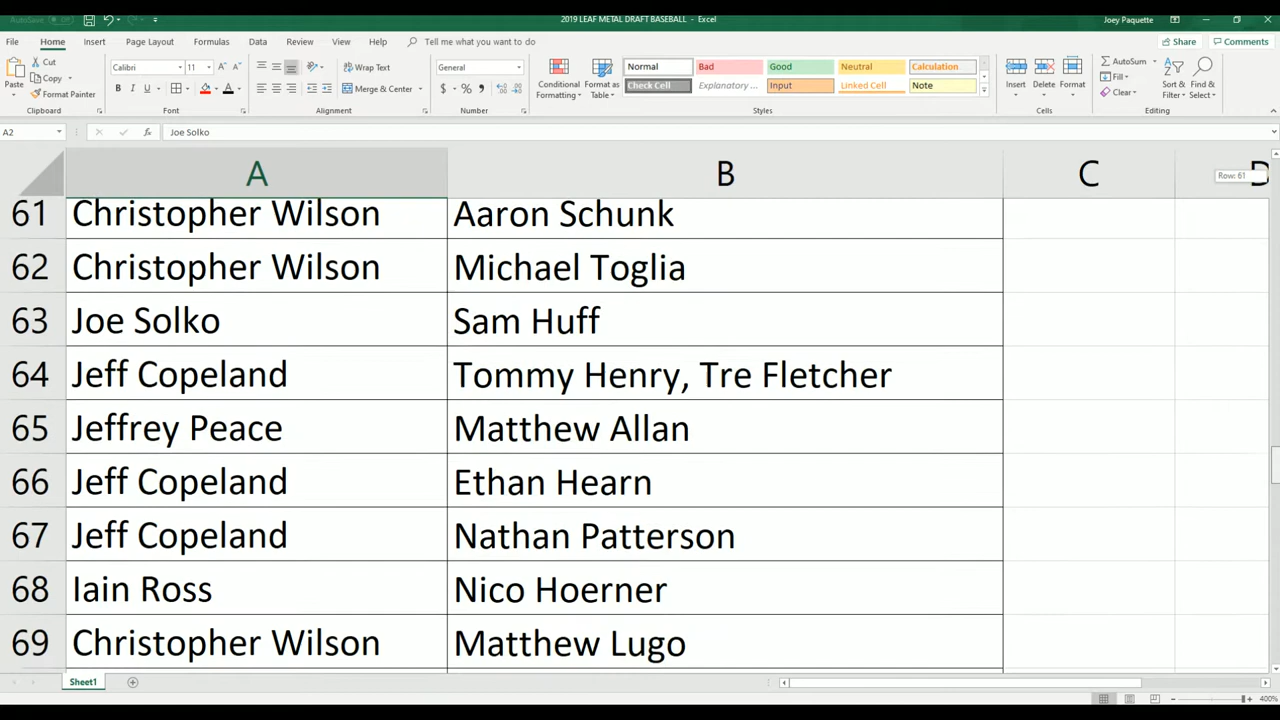 AutoSave Off 2019 LEAF METAL DRAFT BASEBALL - Excel Joey Paquette
File Home Insert Page Layout Formulas Data Review View Help Tell me what you want to do Share Comments
Paste Cut Copy Format Painter Clipboard
Calibri 11 B I U A A A Font
Wrap Text Merge & Center Alignment
General $ % , Number
Conditional Formatting Format as Table
Normal Bad Good Neutral Calculation
Check Cell Explanatory ... Input Linked Cell Note
Styles
Insert Delete Format Cells
AutoSum Fill Clear Sort & Filter Find & Select Editing
A2 fx Joe Solko
A B C D
Row: 61
61 Christopher Wilson Aaron Schunk
62 Christopher Wilson Michael Toglia
63 Joe Solko Sam Huff
64 Jeff Copeland Tommy Henry, Tre Fletcher
65 Jeffrey Peace Matthew Allan
66 Jeff Copeland Ethan Hearn
67 Jeff Copeland Nathan Patterson
68 Iain Ross Nico Hoerner
69 Christopher Wilson Matthew Lugo
Sheet1
400%